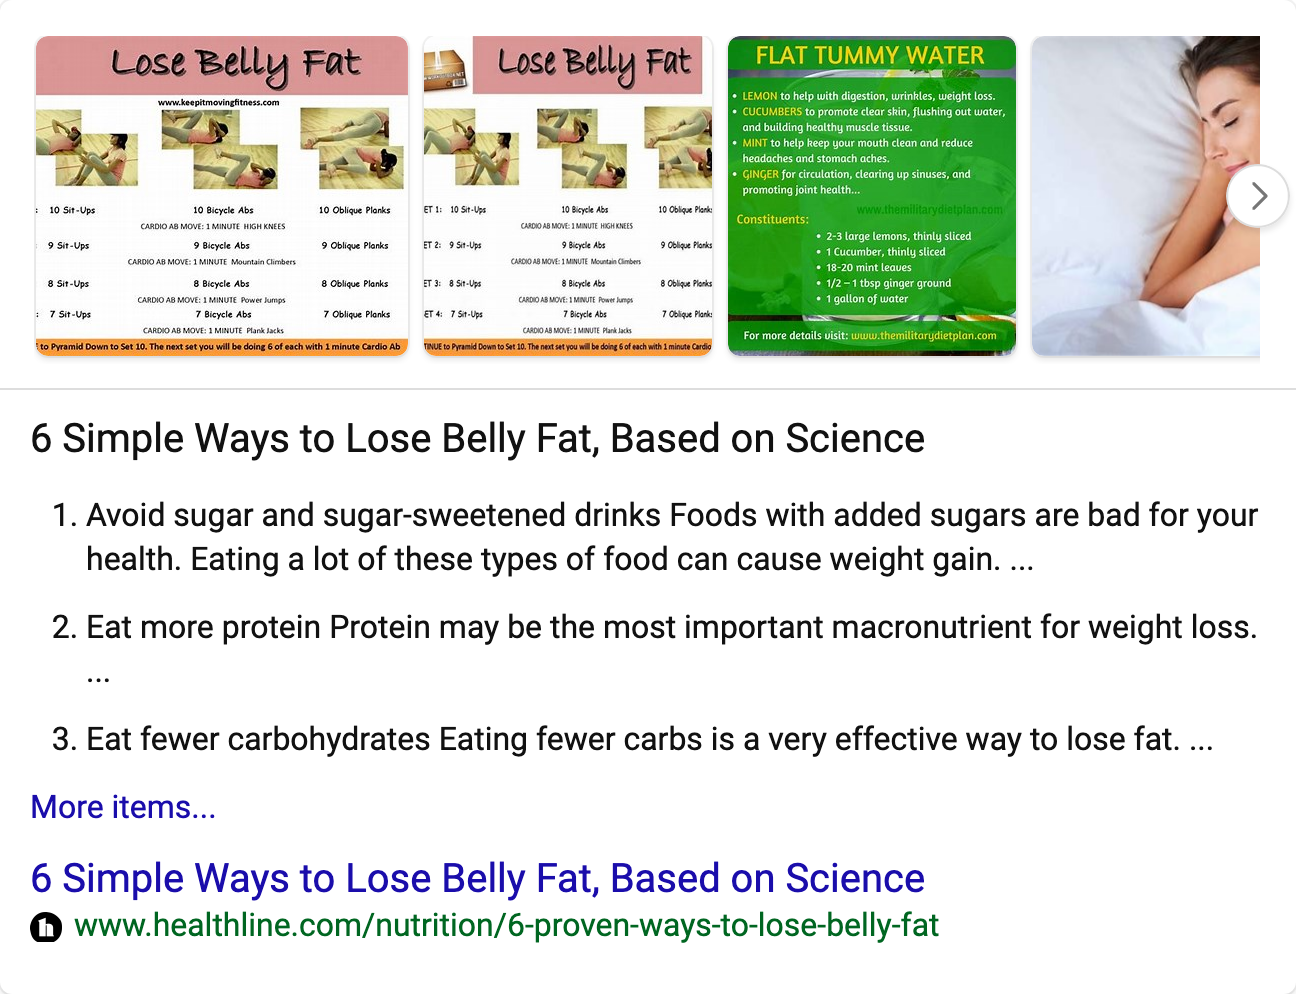 Lose Belly Fat
www.keepitmovingfitness.com
: 10 Sit-Ups 10 Bicycle Abs 10 Oblique Planks
CARDIO AB MOVE: 1 MINUTE HIGH KNEES
9 Sit-Ups 9 Bicycle Abs 9 Oblique Planks
CARDIO AB MOVE: 1 MINUTE Mountain Climbers
8 Sit-Ups 8 Bicycle Abs 8 Oblique Planks
CARDIO AB MOVE: 1 MINUTE Power Jumps
: 7 Sit-Ups 7 Bicycle Abs 7 Oblique Planks
CARDIO AB MOVE: 1 MINUTE Plank Jacks
to Pyramid Down to Set 10. The next set you will be doing 6 of each with 1 minute Cardio Ab
Lose Belly Fat
ET 1: 10 Sit-Ups 10 Bicycle Abs 10 Oblique Planks
CARDIO AB MOVE: 1 MINUTE HIGH KNEES
ET 2: 9 Sit-Ups 9 Bicycle Abs 9 Oblique Planks
CARDIO AB MOVE: 1 MINUTE Mountain Climbers
ET 3: 8 Sit-Ups 8 Bicycle Abs 8 Oblique Planks
CARDIO AB MOVE: 1 MINUTE Power Jumps
ET 4: 7 Sit-Ups 7 Bicycle Abs 7 Oblique Planks
CARDIO AB MOVE: 1 MINUTE Plank Jacks
TINUE to Pyramid Down to Set 10. The next set you will be doing 6 of each with 1 minute Cardio
FLAT TUMMY WATER
• LEMON to help with digestion, wrinkles, weight loss.
• CUCUMBERS to promote clear skin, flushing out water,
and building healthy muscle tissue.
• MINT to help keep your mouth clean and reduce
headaches and stomach aches.
• GINGER for circulation, clearing up sinuses, and
promoting joint health...
www.themilitarydietplan.com
Constituents:
• 2-3 large lemons, thinly sliced
• 1 Cucumber, thinly sliced
• 18-20 mint leaves
• 1/2 – 1 tbsp ginger ground
• 1 gallon of water
For more details visit: www.themilitarydietplan.com
6 Simple Ways to Lose Belly Fat, Based on Science
1. Avoid sugar and sugar-sweetened drinks Foods with added sugars are bad for your
health. Eating a lot of these types of food can cause weight gain. ...
2. Eat more protein Protein may be the most important macronutrient for weight loss.
...
3. Eat fewer carbohydrates Eating fewer carbs is a very effective way to lose fat. ...
More items...
6 Simple Ways to Lose Belly Fat, Based on Science
h www.healthline.com/nutrition/6-proven-ways-to-lose-belly-fat